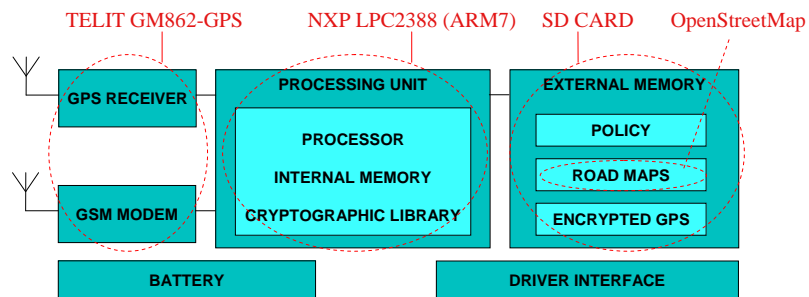 TELIT GM862-GPS
NXP LPC2388 (ARM7)
SD CARD
OpenStreetMap
GPS RECEIVER
GSM MODEM
PROCESSING UNIT
PROCESSOR
INTERNAL MEMORY
CRYPTOGRAPHIC LIBRARY
EXTERNAL MEMORY
POLICY
ROAD MAPS
ENCRYPTED GPS
BATTERY
DRIVER INTERFACE